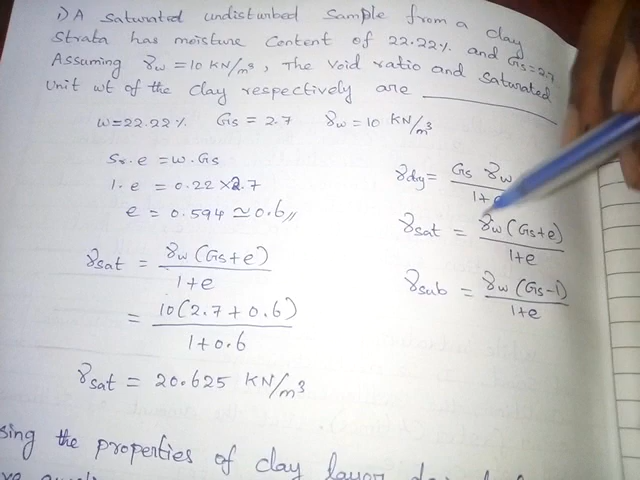 1) A saturated undisturbed sample from a clay
strata has moisture content of 22.22% and Gs=2.7
Assuming γw = 10 KN/m³, The void ratio and saturated
unit wt of the clay respectively are ________
w=22.22% Gs = 2.7 γw=10 KN/m³
Sr.e = w.Gs
1.e = 0.22 × 2.7
e = 0.594 ≃ 0.6//
γsat = γw(Gs+e) / 1+e
= 10(2.7+0.6) / 1+0.6
γsat = 20.625 KN/m³
γdry = Gs γw / 1+e
γsat = γw(Gs+e) / 1+e
γsub = γw(Gs-1) / 1+e
sing the properties of clay layer